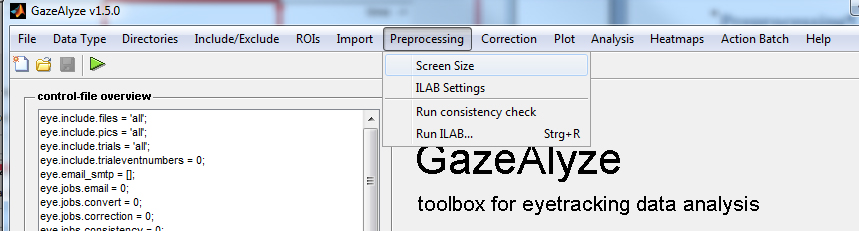 GazeAlyze v1.5.0
File Data Type Directories Include/Exclude ROIs Import Preprocessing Correction Plot Analysis Heatmaps Action Batch Help
Screen Size
ILAB Settings
Run consistency check
Run ILAB... Strg+R
control-file overview
eye.include.files = 'all';
eye.include.pics = 'all';
eye.include.trials = 'all';
eye.include.trialeventnumbers = 0;
eye.email_smtp = [];
eye.jobs.email = 0;
eye.jobs.convert = 0;
eye.jobs.correction = 0;
eye.jobs.consistency = 0;
GazeAlyze
toolbox for eyetracking data analysis